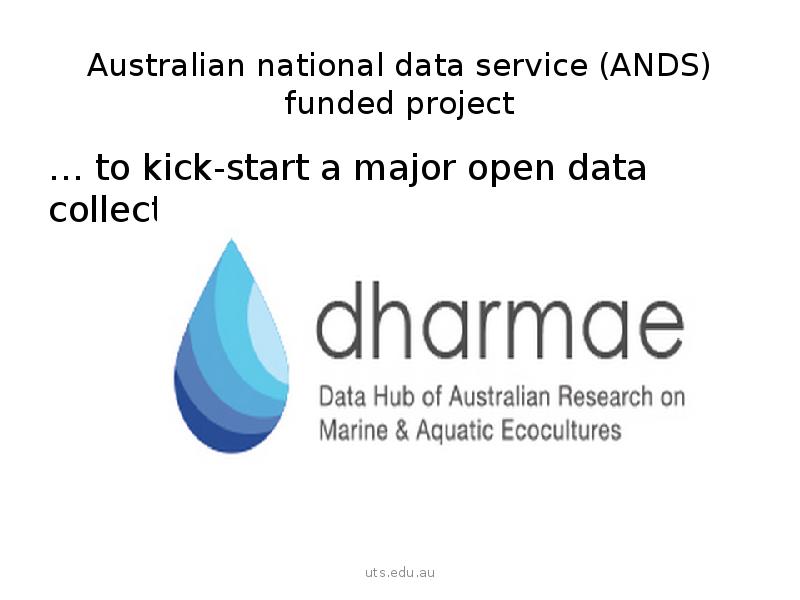 Australian national data service (ANDS)
funded project
... to kick-start a major open data
collect
dharmae
Data Hub of Australian Research on
Marine & Aquatic Ecocultures
uts.edu.au